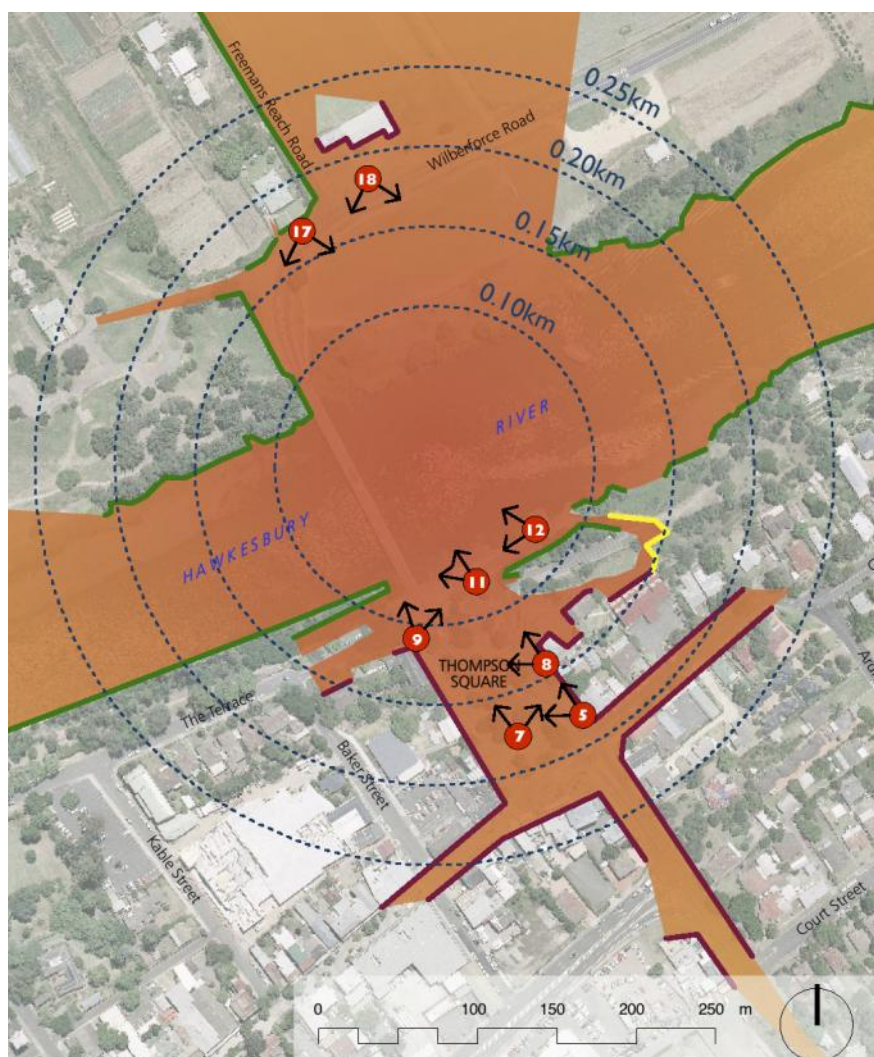 Freemans Reach Road
0.25km
Wilberforce Road
0.20km
18
17
0.15km
0.10km
RIVER
HAWKESBURY
12
11
9
8
THOMPSON
SQUARE
5
7
The Terrace
Baker Street
Kable Street
Court Street
0 50 100 150 200 250 m